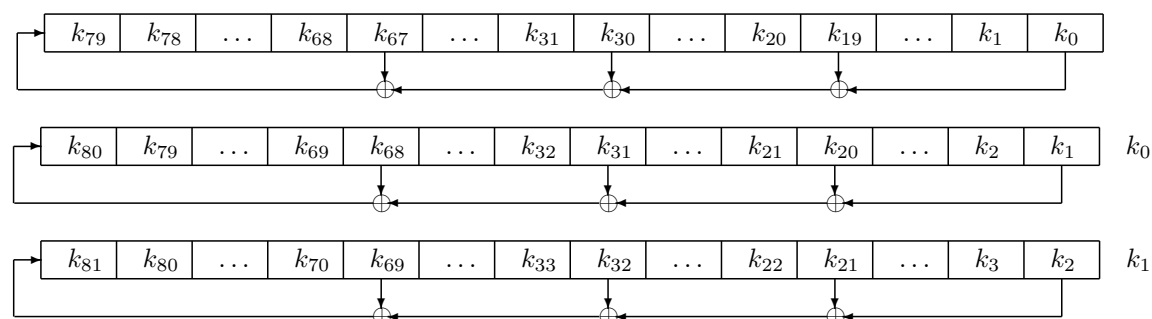 k₇₉ k₇₈ … k₆₈ k₆₇ … k₃₁ k₃₀ … k₂₀ k₁₉ … k₁ k₀
k₈₀ k₇₉ … k₆₉ k₆₈ … k₃₂ k₃₁ … k₂₁ k₂₀ … k₂ k₁ k₀
k₈₁ k₈₀ … k₇₀ k₆₉ … k₃₃ k₃₂ … k₂₂ k₂₁ … k₃ k₂ k₁